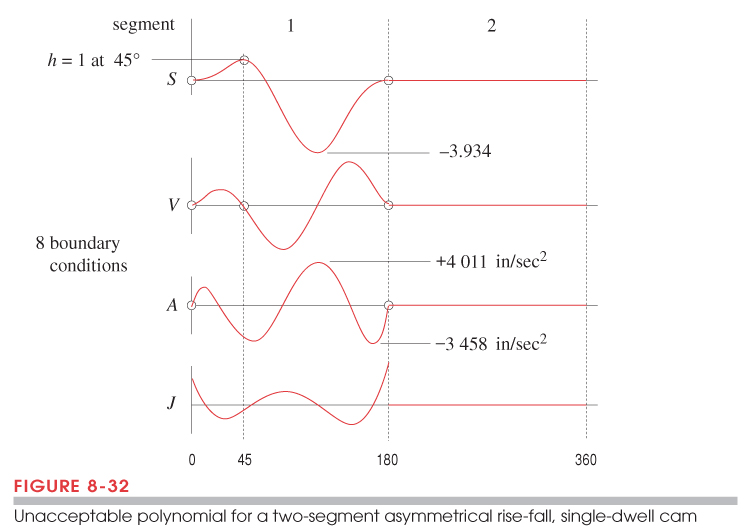 segment 1 2
h = 1 at 45°
S
−3.934
V
8 boundary
conditions
+4 011 in/sec²
A
−3 458 in/sec²
J
0 45 180 360
FIGURE 8-32
Unacceptable polynomial for a two-segment asymmetrical rise-fall, single-dwell cam